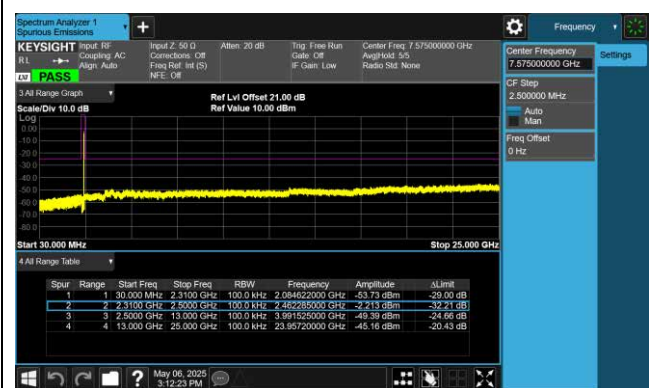 Spectrum Analyzer 1
Spurious Emissions
Frequency
KEYSIGHT Input: RF Input Z: 50 Ω Atten: 20 dB Trig: Free Run Center Freq: 7.575000000 GHz
RL Coupling: AC Corrections: Off Gate: Off Avg|Hold: 5/5
Align: Auto Freq Ref: Int (S) IF Gain: Low Radio Std: None
LXI PASS NFE: Off
3 All Range Graph
Ref Lvl Offset 21.00 dB
Scale/Div 10.0 dB Ref Value 10.00 dBm
Log
0.00
-10.0
-20.0
-30.0
-40.0
-50.0
-60.0
-70.0
-80.0
Start 30.000 MHz Stop 25.000 GHz
4 All Range Table
Spur Range Start Freq Stop Freq RBW Frequency Amplitude ΔLimit
1 1 30.000 MHz 2.3100 GHz 100.0 kHz 2.084622000 GHz -53.73 dBm -29.00 dB
2 2 2.3100 GHz 2.5000 GHz 100.0 kHz 2.462285000 GHz -2.213 dBm -32.21 dB
3 3 2.5000 GHz 13.000 GHz 100.0 kHz 3.991525000 GHz -49.39 dBm -24.66 dB
4 4 13.000 GHz 25.000 GHz 100.0 kHz 23.95720000 GHz -45.16 dBm -20.43 dB
Center Frequency
7.575000000 GHz
Settings
CF Step
2.500000 MHz
Auto
Man
Freq Offset
0 Hz
May 06, 2025
3:12:23 PM